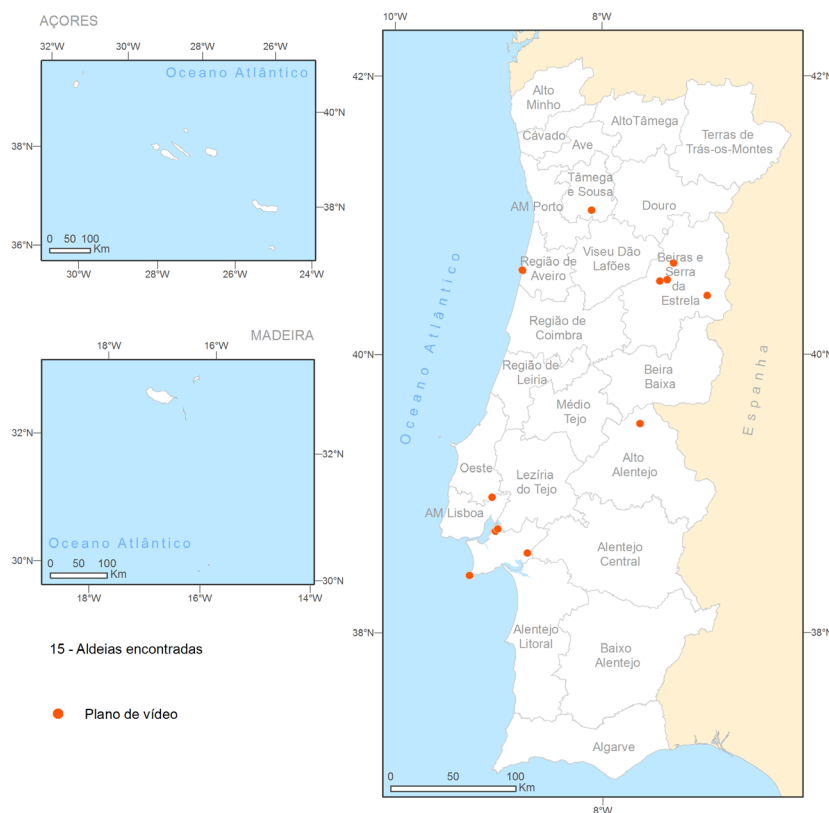 AÇORES
32°W
30°W
28°W
26°W
Oceano Atlântico
40°N
38°N
38°N
36°N
0 50 100
Km
30°W
28°W
26°W
24°W
MADEIRA
18°W
16°W
32°N
32°N
30°N
30°N
Oceano Atlântico
0 50 100
Km
18°W
16°W
14°W
15 - Aldeias encontradas
Plano de vídeo
10°W
8°W
42°N
42°N
Alto
Minho
AltoTâmega
Terras de
Trás-os-Montes
Cávado
Ave
Tâmega
e Sousa
AM Porto
Douro
Viseu Dão
Lafões
Beiras e
Serra
da
Estrela
Região de
Aveiro
Oceano Atlântico
Região de
Coimbra
40°N
40°N
Região de
Leiria
Beira
Baixa
Espanha
Médio
Tejo
Oeste
Lezíria
do Tejo
Alto
Alentejo
AM Lisboa
Alentejo
Central
38°N
38°N
Alentejo
Litoral
Baixo
Alentejo
Algarve
0 50 100
Km
8°W